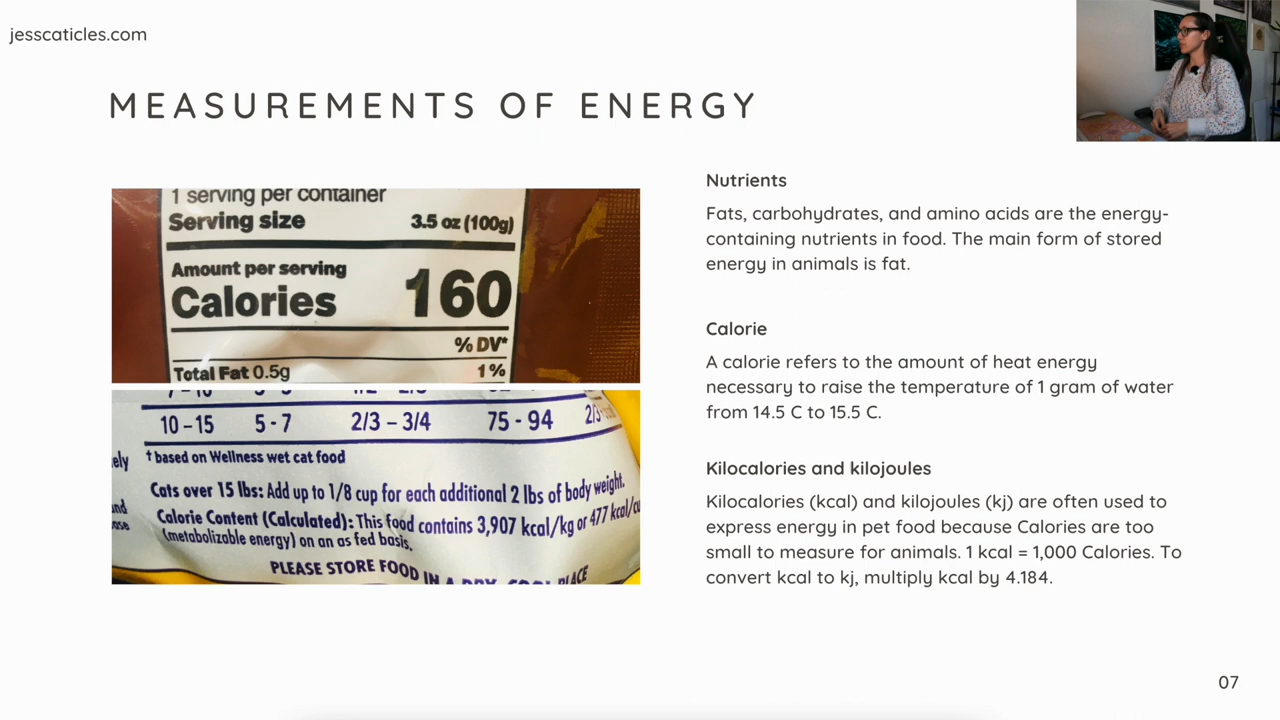 jesscaticles.com
MEASUREMENTS OF ENERGY
1 serving per container
Serving size 3.5 oz (100g)
Amount per serving
Calories 160
% DV*
Total Fat 0.5g 1%
10 – 15 5 - 7 2/3 – 3/4 75 - 94 2/3
ely † based on Wellness wet cat food
Cats over 15 lbs: Add up to 1/8 cup for each additional 2 lbs of body weight.
Calorie Content (Calculated): This food contains 3,907 kcal/kg or 477 kcal/cu
(metabolizable energy) on an as fed basis.
PLEASE STORE FOOD IN A DRY, COOL PLACE
Nutrients
Fats, carbohydrates, and amino acids are the energy-
containing nutrients in food. The main form of stored
energy in animals is fat.
Calorie
A calorie refers to the amount of heat energy
necessary to raise the temperature of 1 gram of water
from 14.5 C to 15.5 C.
Kilocalories and kilojoules
Kilocalories (kcal) and kilojoules (kj) are often used to
express energy in pet food because Calories are too
small to measure for animals. 1 kcal = 1,000 Calories. To
convert kcal to kj, multiply kcal by 4.184.
07